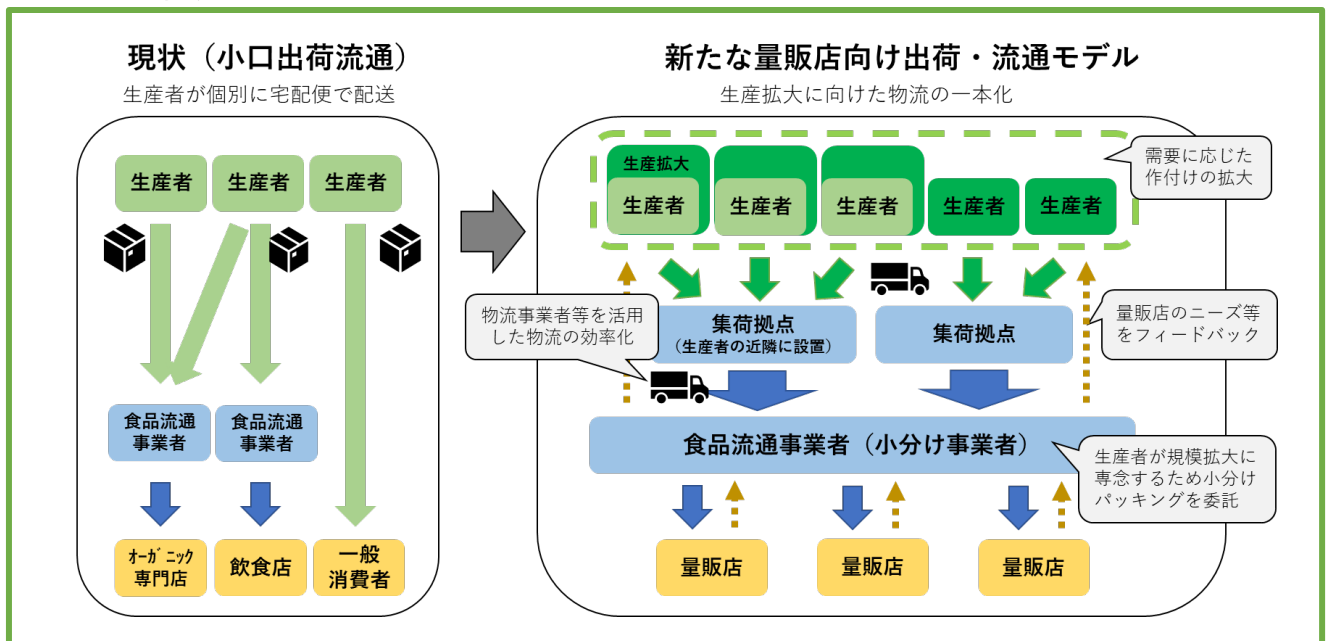 現状（小口出荷流通）
生産者が個別に宅配便で配送
生産者
生産者
生産者
食品流通
事業者
食品流通
事業者
オーガニック
専門店
飲食店
一般
消費者
新たな量販店向け出荷・流通モデル
生産拡大に向けた物流の一本化
生産拡大
生産者
生産者
生産者
生産者
生産者
需要に応じた
作付けの拡大
物流事業者等を活用
した物流の効率化
集荷拠点
（生産者の近隣に設置）
集荷拠点
量販店のニーズ等
をフィードバック
食品流通事業者（小分け事業者）
生産者が規模拡大に
専念するため小分け
パッキングを委託
量販店
量販店
量販店